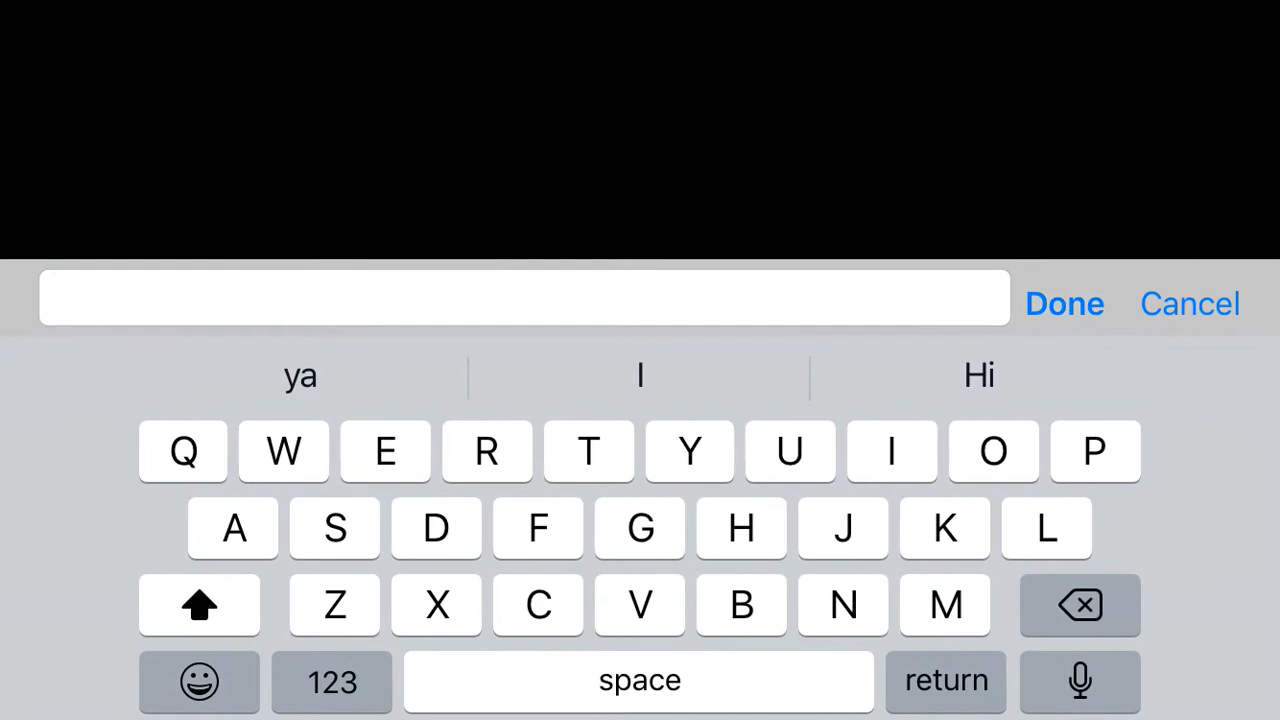 Done Cancel
ya I Hi
Q W E R T Y U I O P
A S D F G H J K L
Z X C V B N M
123 space return